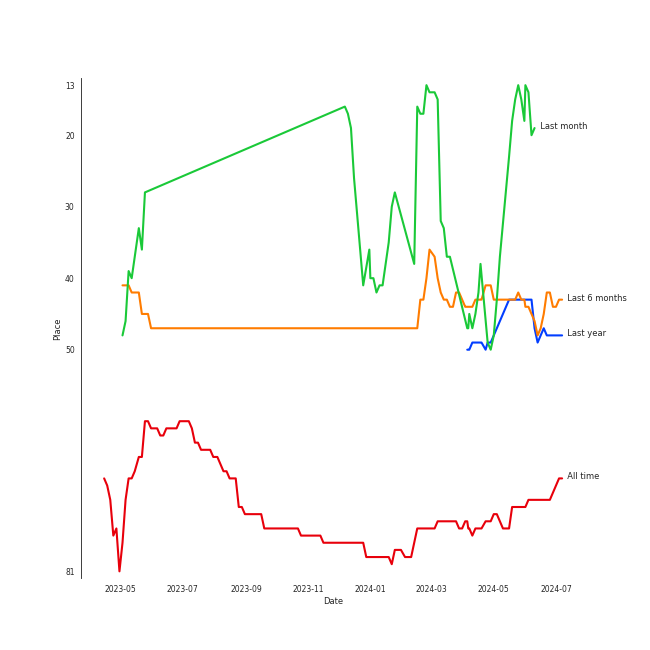 13
20
Last month
30
40
Last 6 months
Place
Last year
50
All time
81
2023-05 2023-07 2023-09 2023-11 2024-01 2024-03 2024-05 2024-07
Date